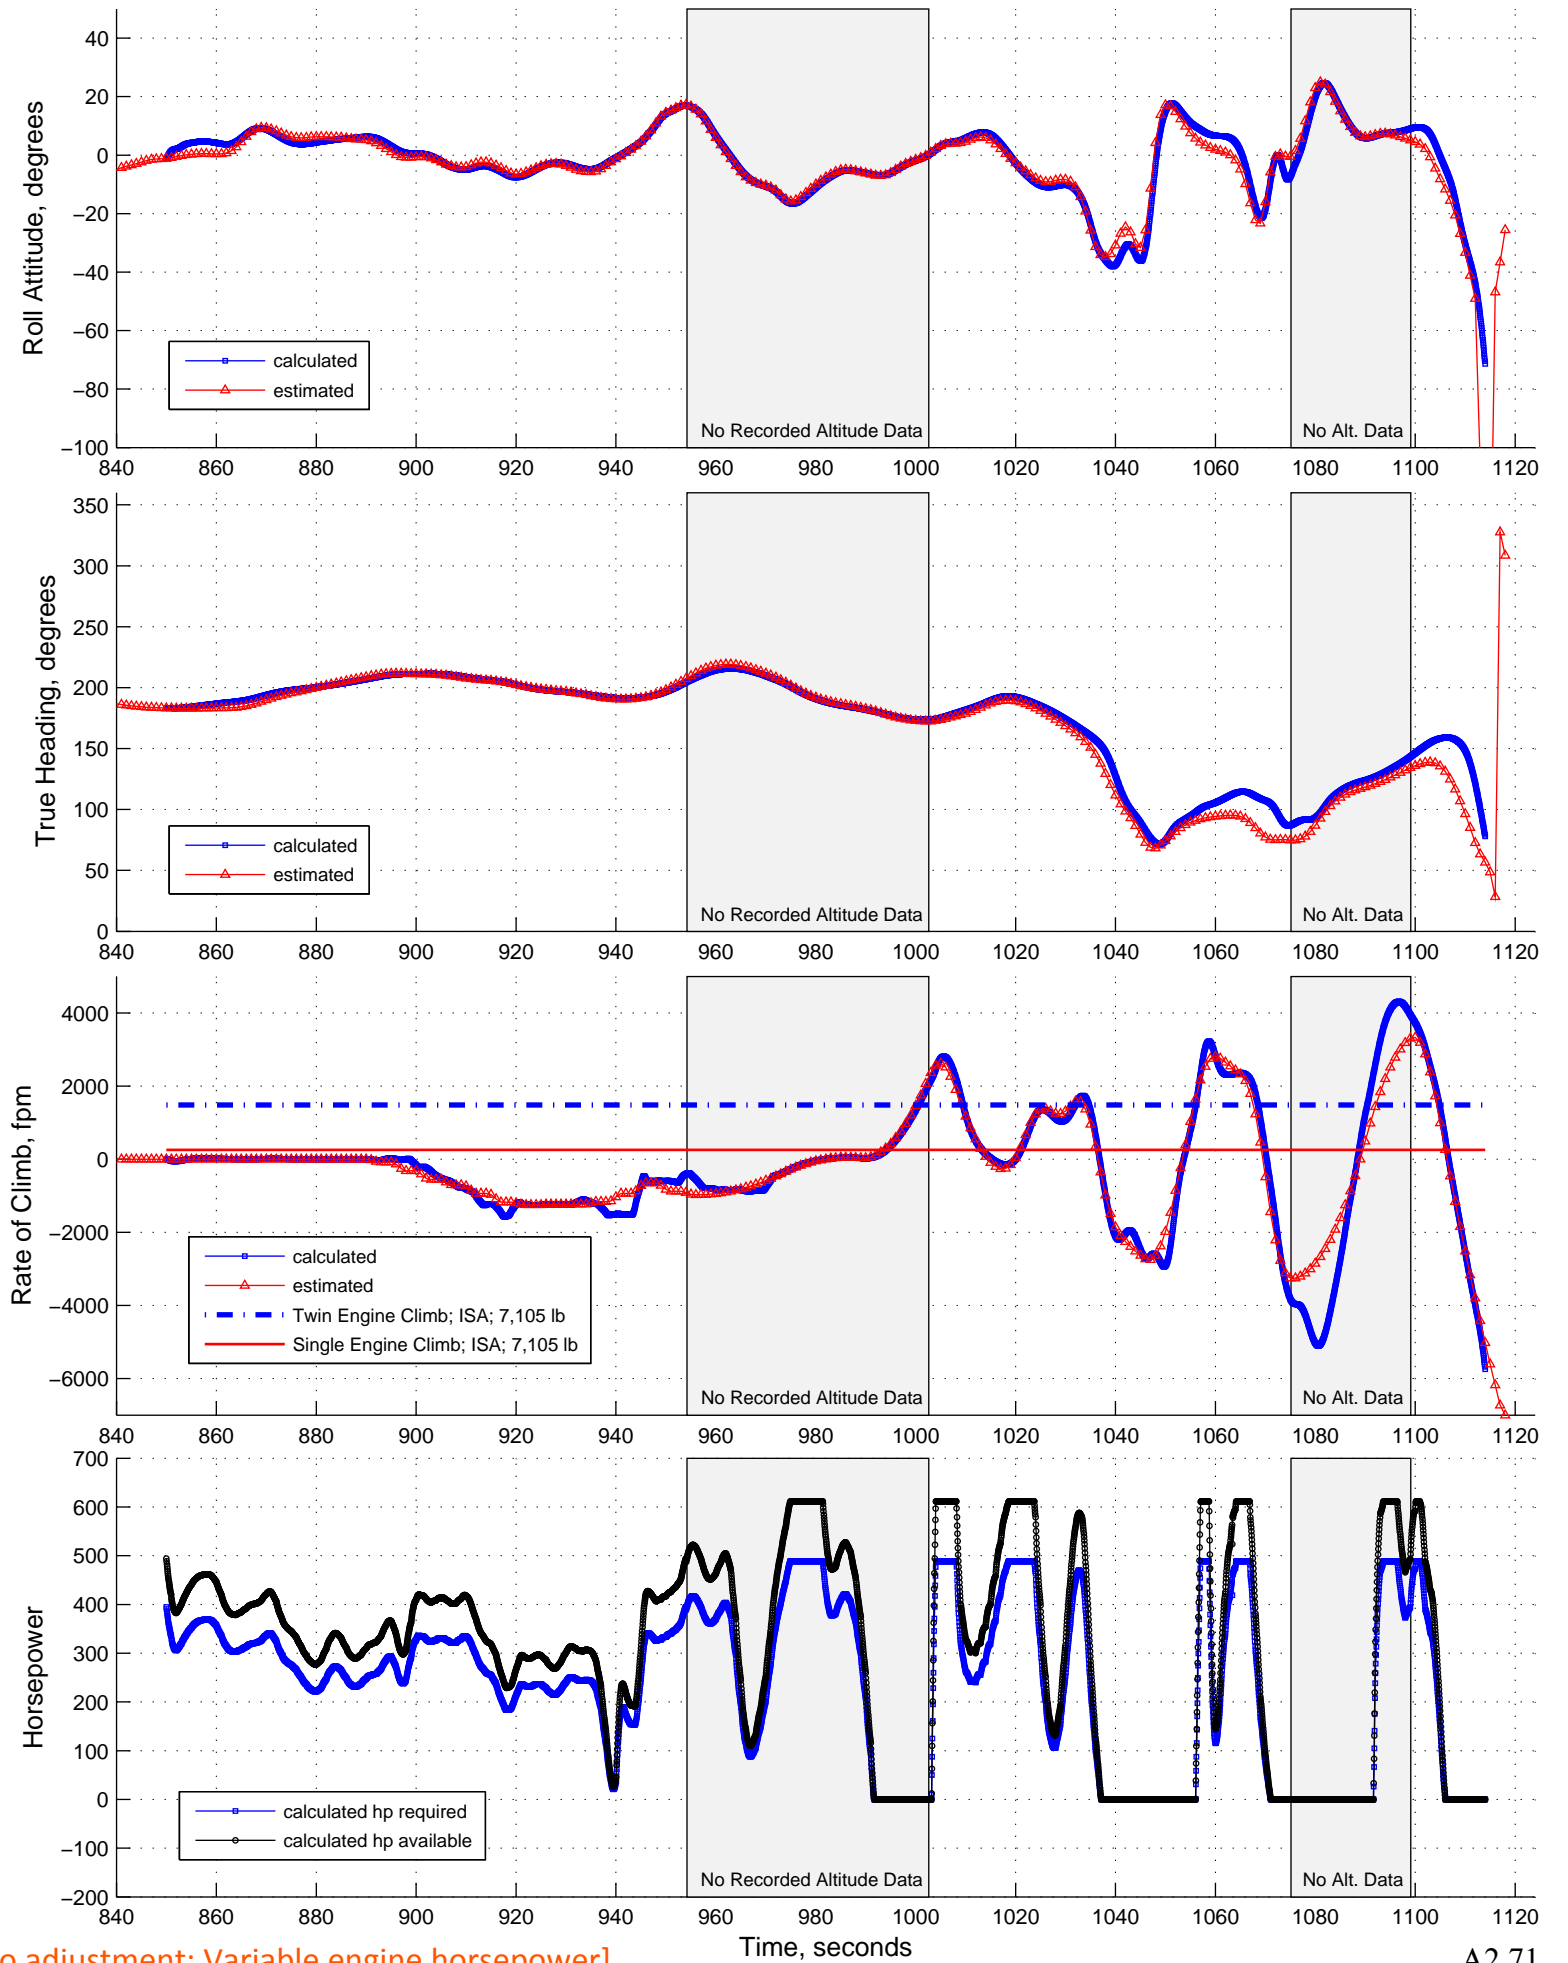 40
20
0
−20
−40
−60
−80
−100
Roll Attitude, degrees
calculated
estimated
No Recorded Altitude Data
No Alt. Data
840 860 880 900 920 940 960 980 1000 1020 1040 1060 1080 1100 1120
350
300
250
200
150
100
50
0
True Heading, degrees
calculated
estimated
No Recorded Altitude Data
No Alt. Data
840 860 880 900 920 940 960 980 1000 1020 1040 1060 1080 1100 1120
4000
2000
0
−2000
−4000
−6000
Rate of Climb, fpm
calculated
estimated
Twin Engine Climb; ISA; 7,105 lb
Single Engine Climb; ISA; 7,105 lb
No Recorded Altitude Data
No Alt. Data
840 860 880 900 920 940 960 980 1000 1020 1040 1060 1080 1100 1120
700
600
500
400
300
200
100
0
−100
−200
Horsepower
calculated hp required
calculated hp available
No Recorded Altitude Data
No Alt. Data
840 860 880 900 920 940 960 980 1000 1020 1040 1060 1080 1100 1120
Time, seconds
adjustment: Variable engine horsepower]
A2.71